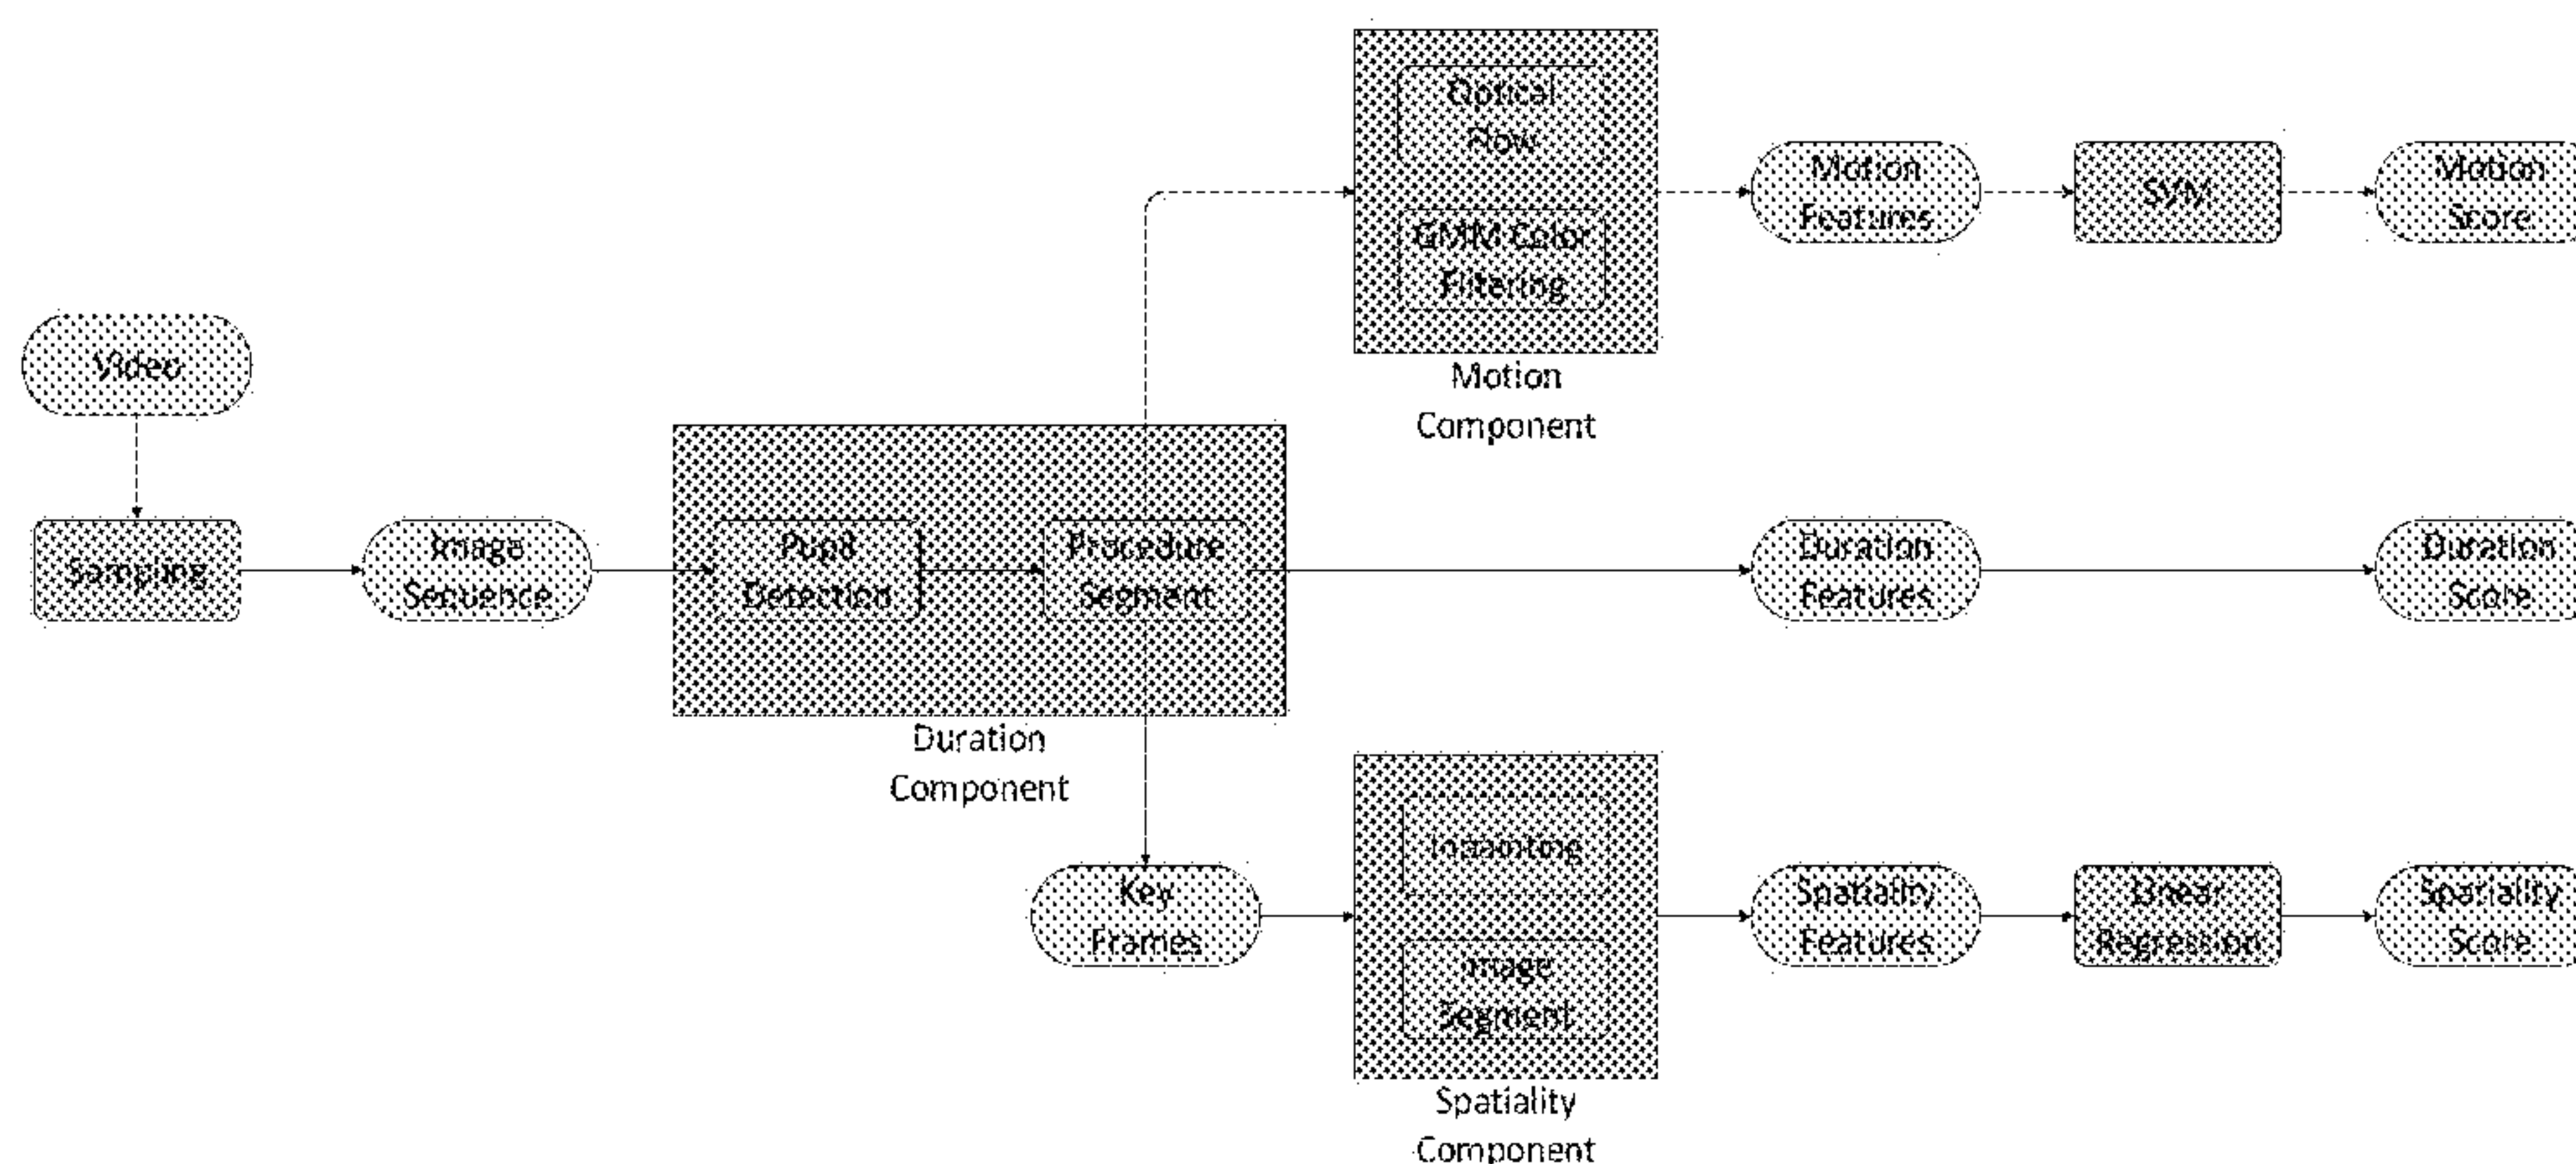 Optical
Flow
GMM Color
Filtering
Motion
Component
Motion
Features
SVM
Motion
Score
Video
Sampling
Image
Sequence
Pupil
Detection
Procedure
Segment
Duration
Component
Duration
Features
Duration
Score
Key
Frames
Inpainting
Image
Segment
Spatiality
Component
Spatiality
Features
Linear
Regression
Spatiality
Score